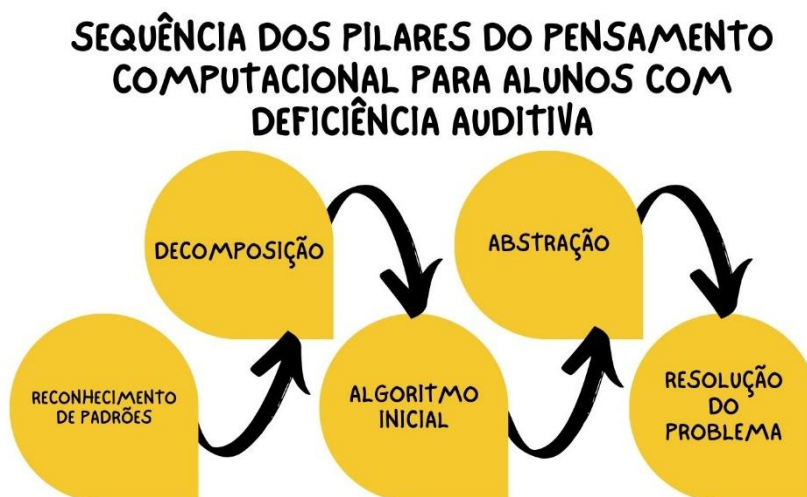 SEQUÊNCIA DOS PILARES DO PENSAMENTO
COMPUTACIONAL PARA ALUNOS COM
DEFICIÊNCIA AUDITIVA
RECONHECIMENTO
DE PADRÕES
DECOMPOSIÇÃO
ALGORITMO
INICIAL
ABSTRAÇÃO
RESOLUÇÃO
DO
PROBLEMA